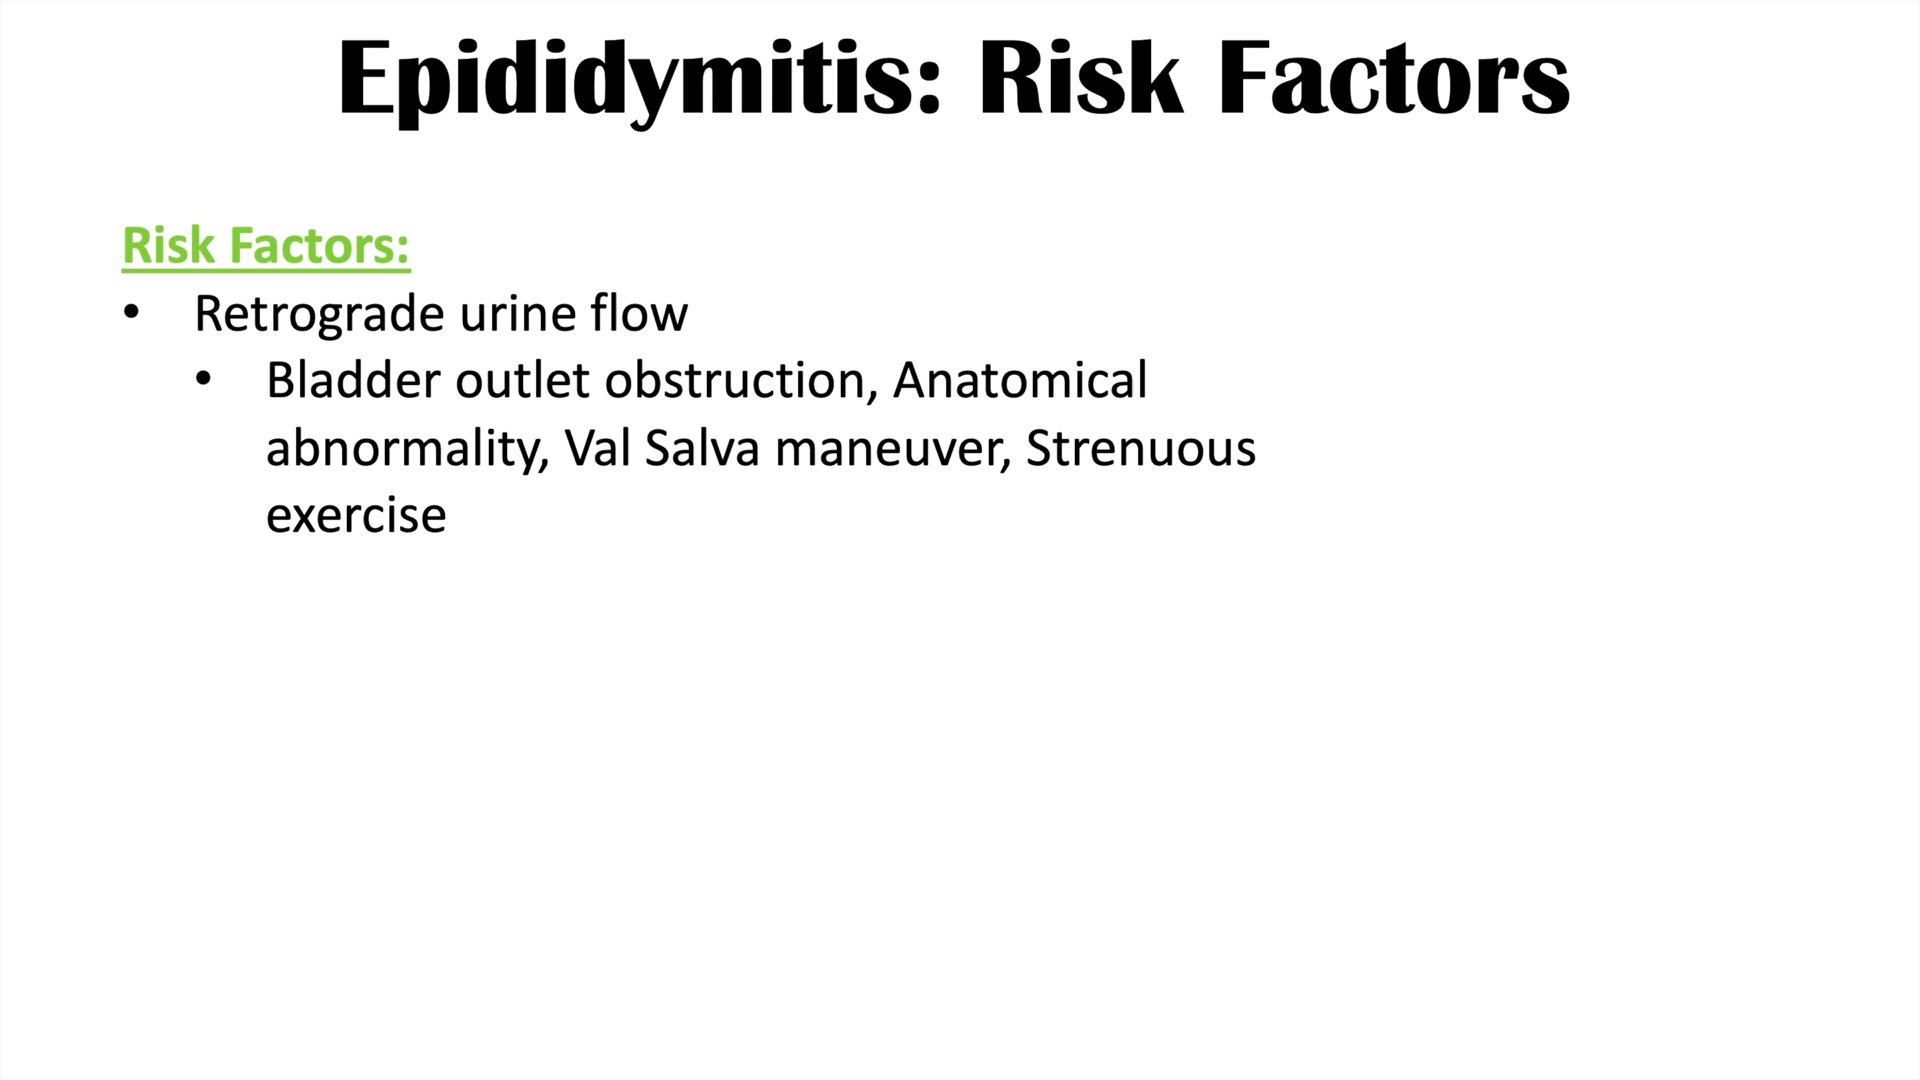 Epididymitis: Risk Factors
Risk Factors:
• Retrograde urine flow
• Bladder outlet obstruction, Anatomical
abnormality, Val Salva maneuver, Strenuous
exercise